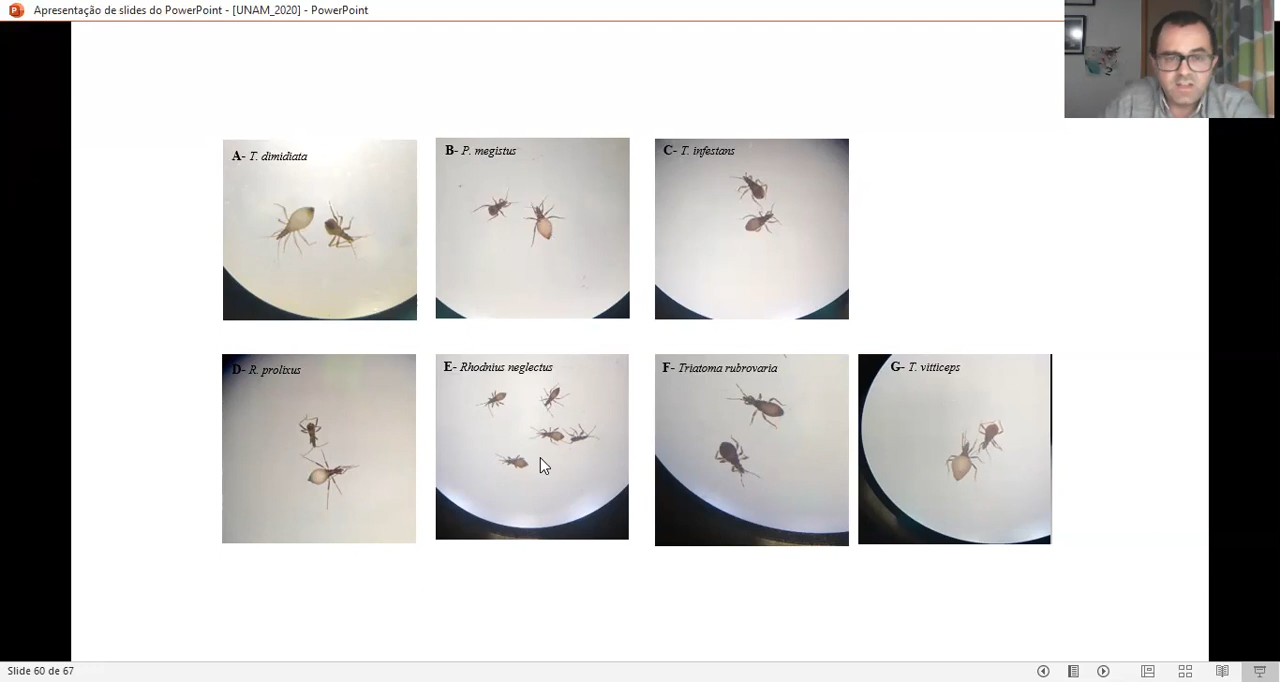 Apresentação de slides do PowerPoint - [UNAM_2020] - PowerPoint
A- T. dimidiata
B- P. megistus
C- T. infestans
D- R. prolixus
E- Rhodnius neglectus
F- Triatoma rubrovaria
G- T. vitticeps
Slide 60 de 67